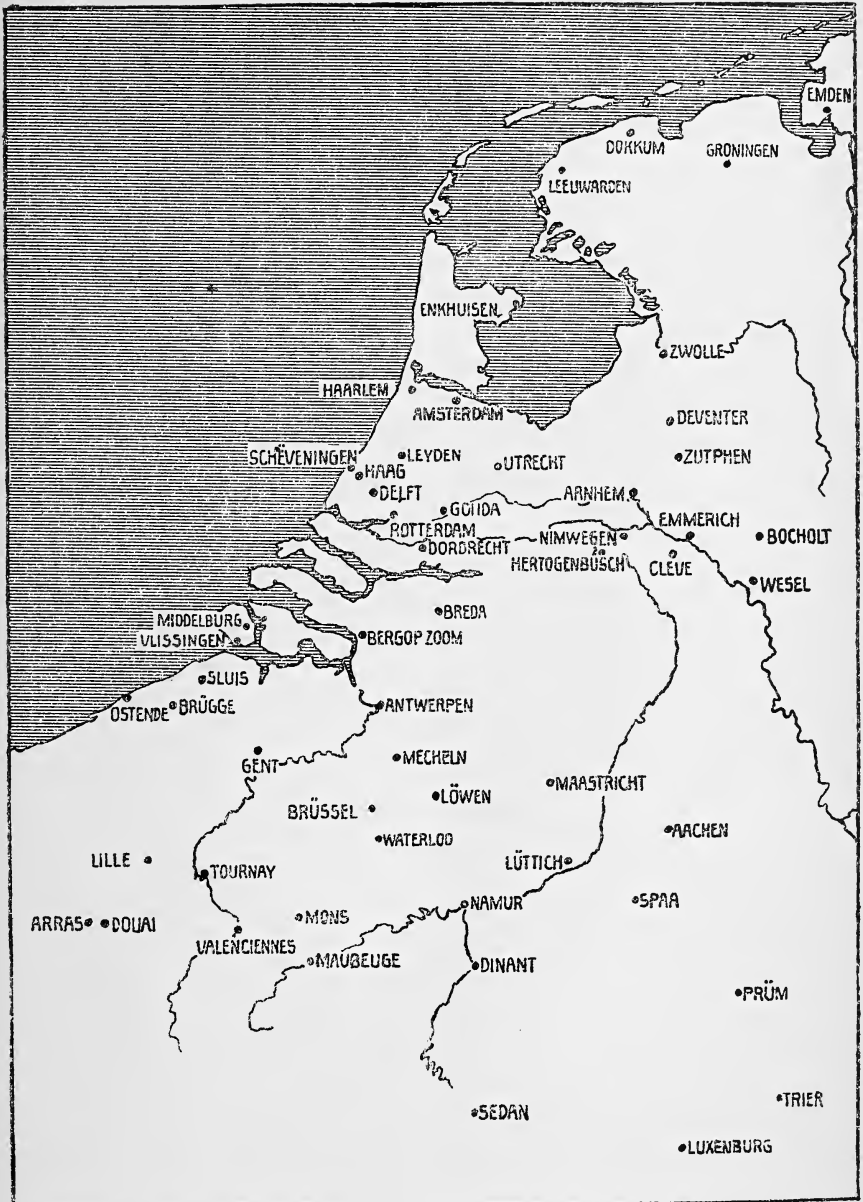 EMDEN
DOKKUM
GRONINGEN
LEEUWARDEN
ENKHUISEN
ZWOLLE
HAARLEM
AMSTERDAM
DEVENTER
SCHEVENINGEN
LEYDEN
UTRECHT
ZUTPHEN
HAAG
DELFT
ARNHEM
GOUDA
ROTTERDAM
EMMERICH
DORDRECHT
NIMWEGEN
BOCHOLT
HERTOGENBUSCH
CLEVE
WESEL
BREDA
MIDDELBURG
VLISSINGEN
BERGOP ZOOM
SLUIS
OSTENDE
BRÜGGE
ANTWERPEN
GENT
MECHELN
MAASTRICHT
BRÜSSEL
LÖWEN
WATERLOO
AACHEN
LILLE
TOURNAY
LÜTTICH
ARRAS
DOUAI
MONS
NAMUR
SPAA
VALENCIENNES
MAUBEUGE
DINANT
PRÜM
SEDAN
TRIER
LUXENBURG